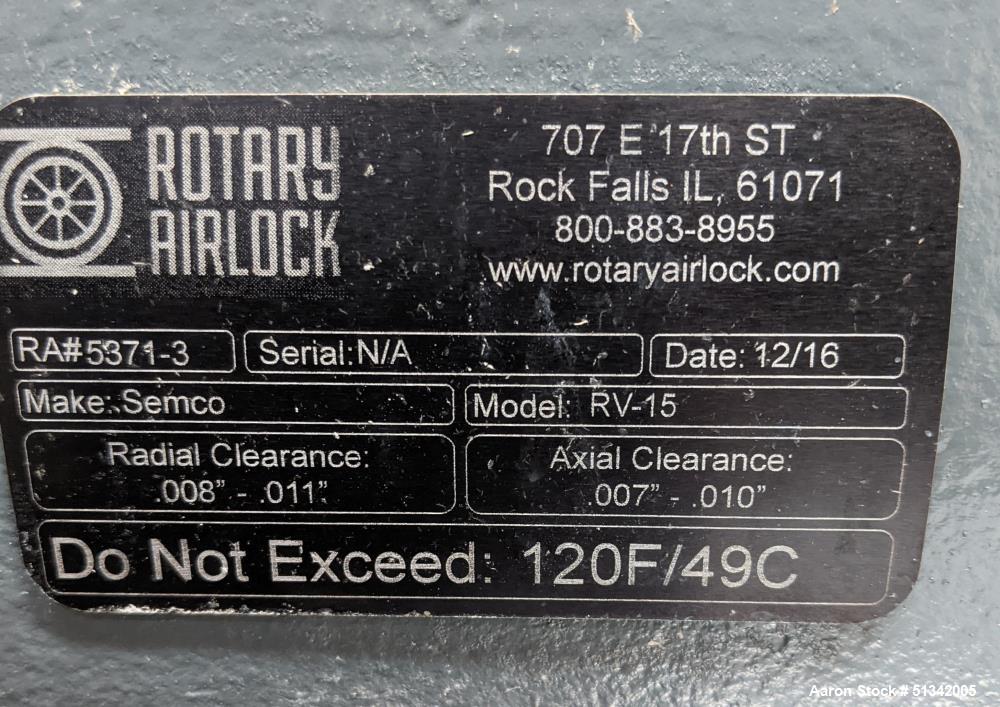 ROTARY
AIRLOCK
707 E 17th ST
Rock Falls IL, 61071
800-883-8955
www.rotaryairlock.com
RA#5371-3
Serial:N/A
Date: 12/16
Make: Semco
Model: RV-15
Radial Clearance:
.008" - .011"
Axial Clearance:
.007" - .010"
Do Not Exceed: 120F/49C
Aaron Stock # 51342005